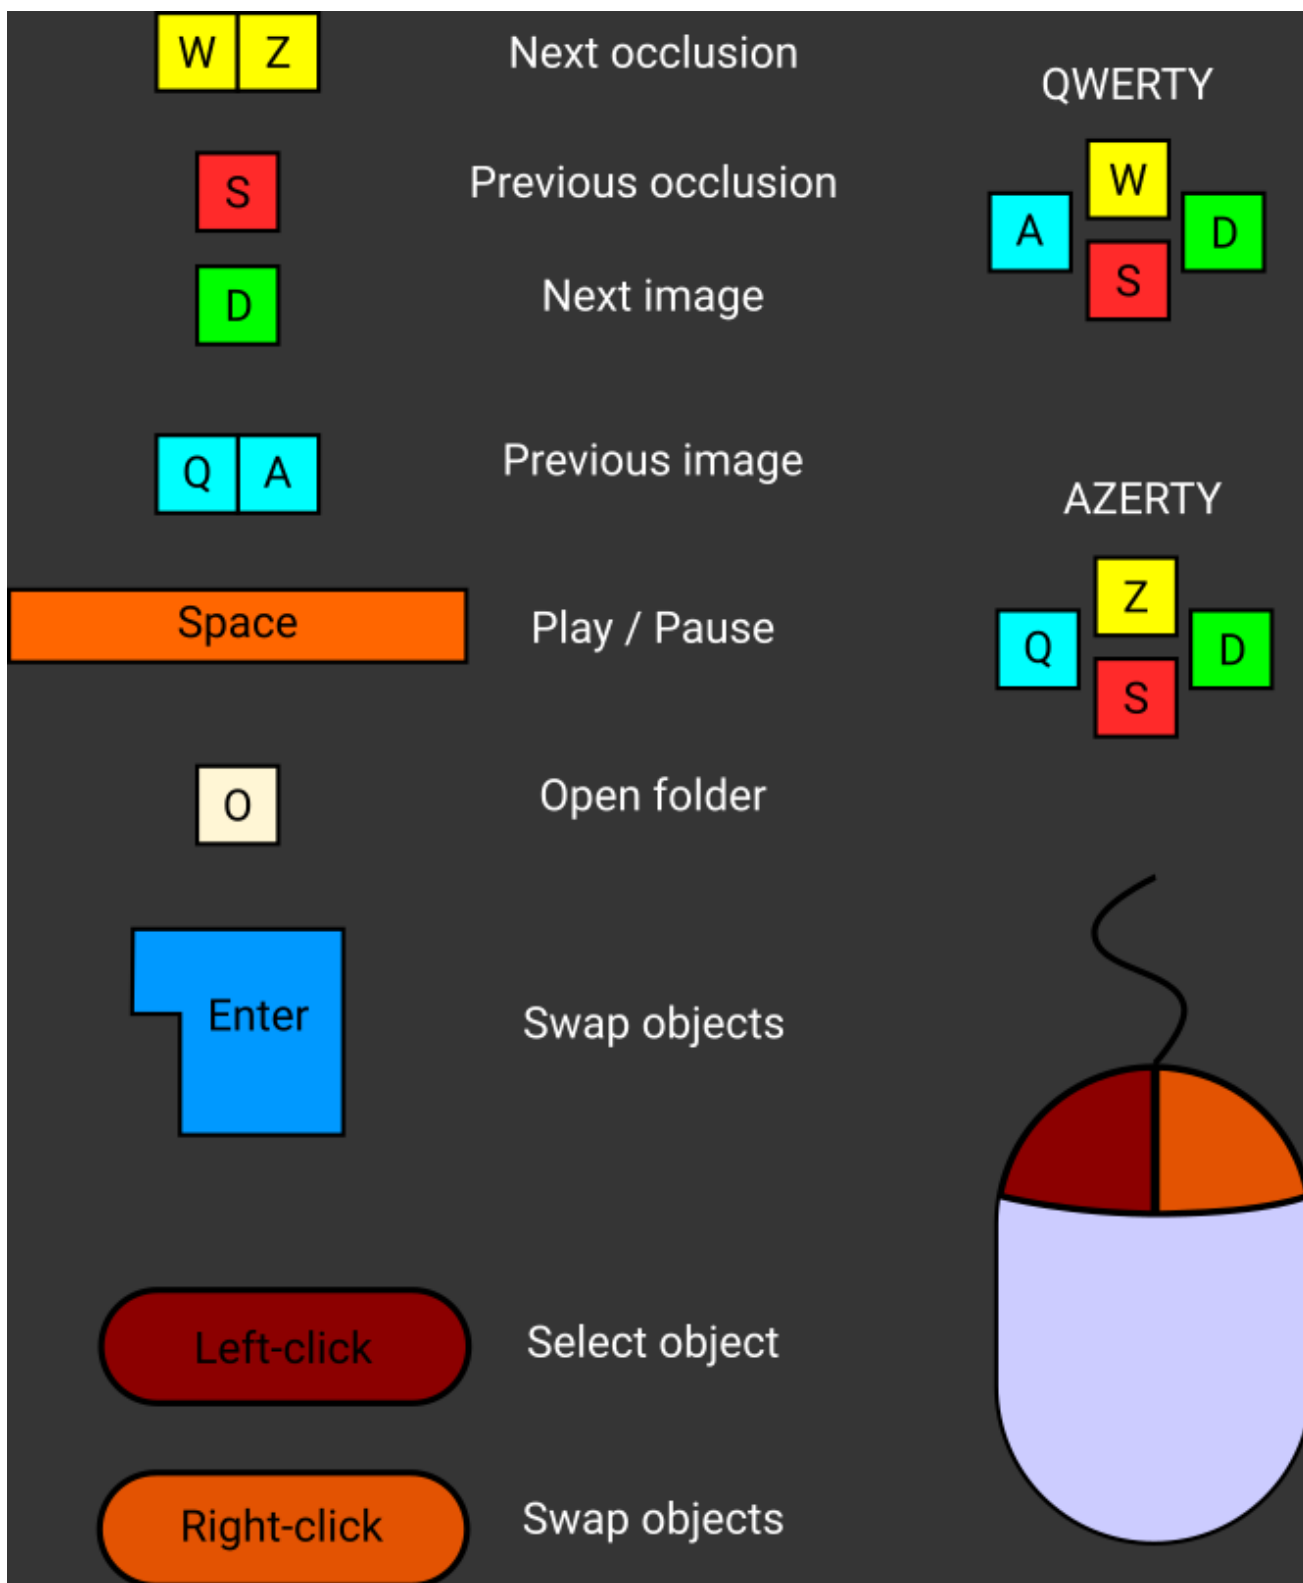 W Z Next occlusion
QWERTY
S Previous occlusion
W
A D
S
D Next image
Q A Previous image
AZERTY
Space Play / Pause
Z
Q D
S
O Open folder
Enter Swap objects
Left-click Select object
Right-click Swap objects